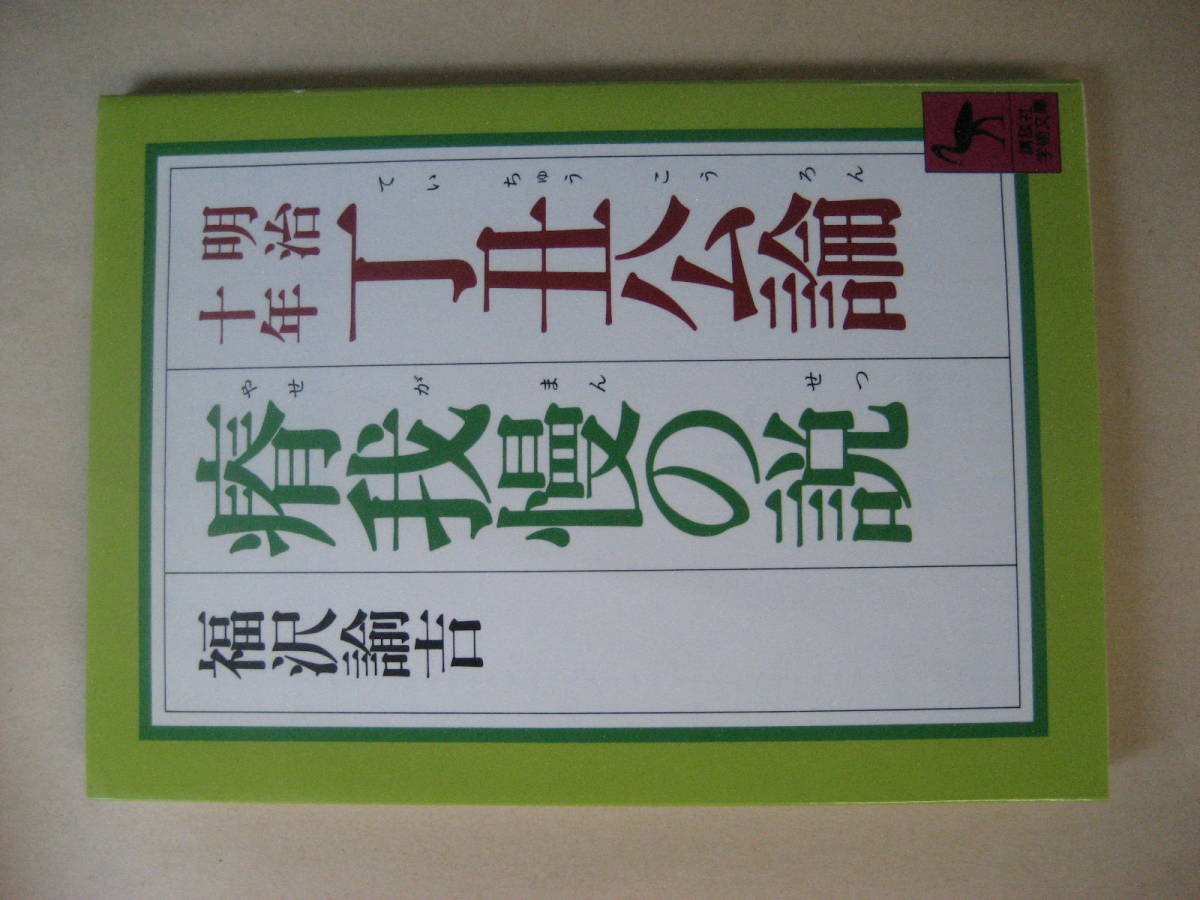 明治
十年
丁丑公論
ていちゅうこうろん
瘠我慢の説
やせがまんせつ
福沢諭吉
講談社
学術文庫